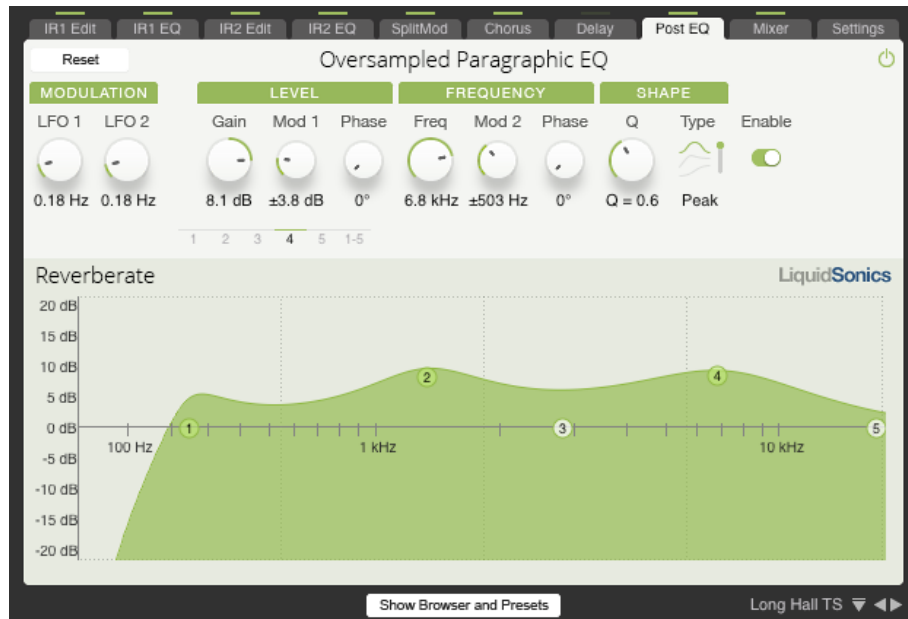 IR1 Edit IR1 EQ IR2 Edit IR2 EQ SplitMod Chorus Delay Post EQ Mixer Settings
Reset Oversampled Paragraphic EQ
MODULATION LEVEL FREQUENCY SHAPE
LFO 1 LFO 2 Gain Mod 1 Phase Freq Mod 2 Phase Q Type Enable
0.18 Hz 0.18 Hz 8.1 dB ±3.8 dB 0° 6.8 kHz ±503 Hz 0° Q = 0.6 Peak
1 2 3 4 5 1-5
Reverberate LiquidSonics
20 dB
15 dB
10 dB
2 4
5 dB
0 dB 1 3 5
100 Hz 1 kHz 10 kHz
-5 dB
-10 dB
-15 dB
-20 dB
Show Browser and Presets Long Hall TS